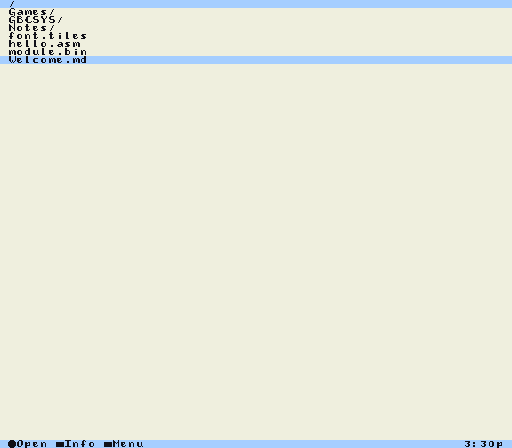 /
Games/
GBCSYS/
Notes/
font.tiles
hello.asm
module.bin
Welcome.md
Open Info Menu 3:30p